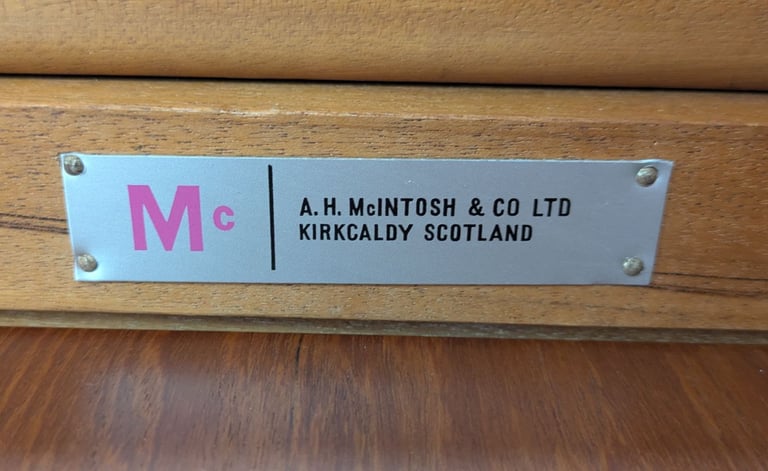 Mc
A. H. McINTOSH & CO LTD
KIRKCALDY SCOTLAND